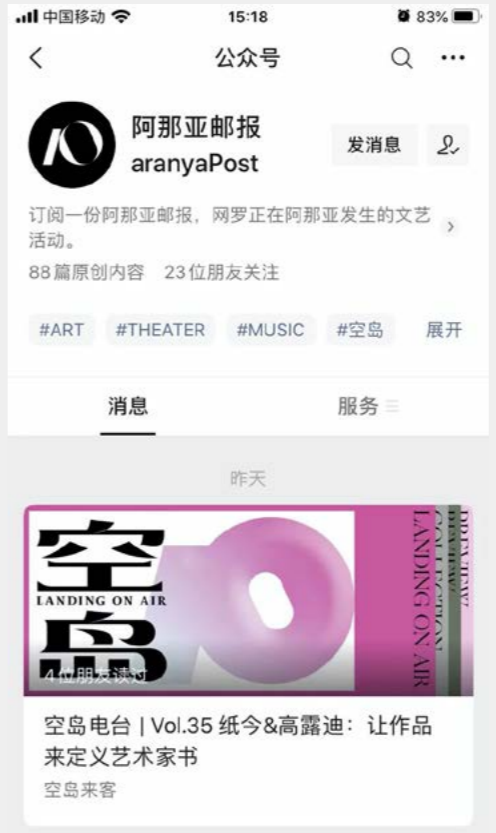 中国移动 15:18 83%
公众号
阿那亚邮报
aranyaPost
发消息
订阅一份阿那亚邮报，网罗正在阿那亚发生的文艺
活动。
88篇原创内容 23位朋友关注
#ART #THEATER #MUSIC #空岛 展开
消息 服务
昨天
空
LANDING ON AIR
岛
LANDING ON AIR
COLLECTION
REVIEW
PREVIEW
4位朋友读过
空岛电台 | Vol.35 纸今&高露迪：让作品
来定义艺术家书
空岛来客